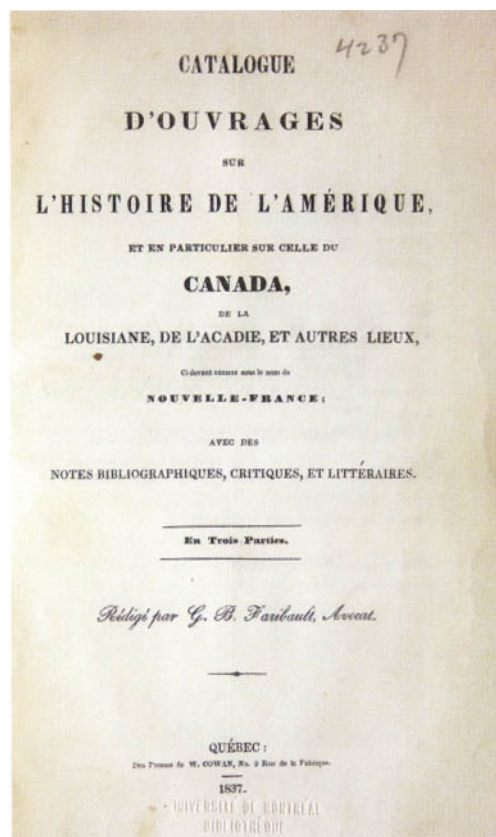 4237
CATALOGUE
D'OUVRAGES
SUR
L'HISTOIRE DE L'AMÉRIQUE,
ET EN PARTICULIER SUR CELLE DU
CANADA,
DE LA
LOUISIANE, DE L'ACADIE, ET AUTRES LIEUX,
Ci-devant connus sous le nom de
NOUVELLE-FRANCE;
AVEC DES
NOTES BIBLIOGRAPHIQUES, CRITIQUES, ET LITTÉRAIRES.
En Trois Parties.
Rédigé par G. B. Faribault, Avocat.
QUÉBEC:
Des Presses de W. COWAN, No. 9 Rue de la Fabrique.
1837.
UNIVERSITÉ DE MONTRÉAL
BIBLIOTHÈQUE